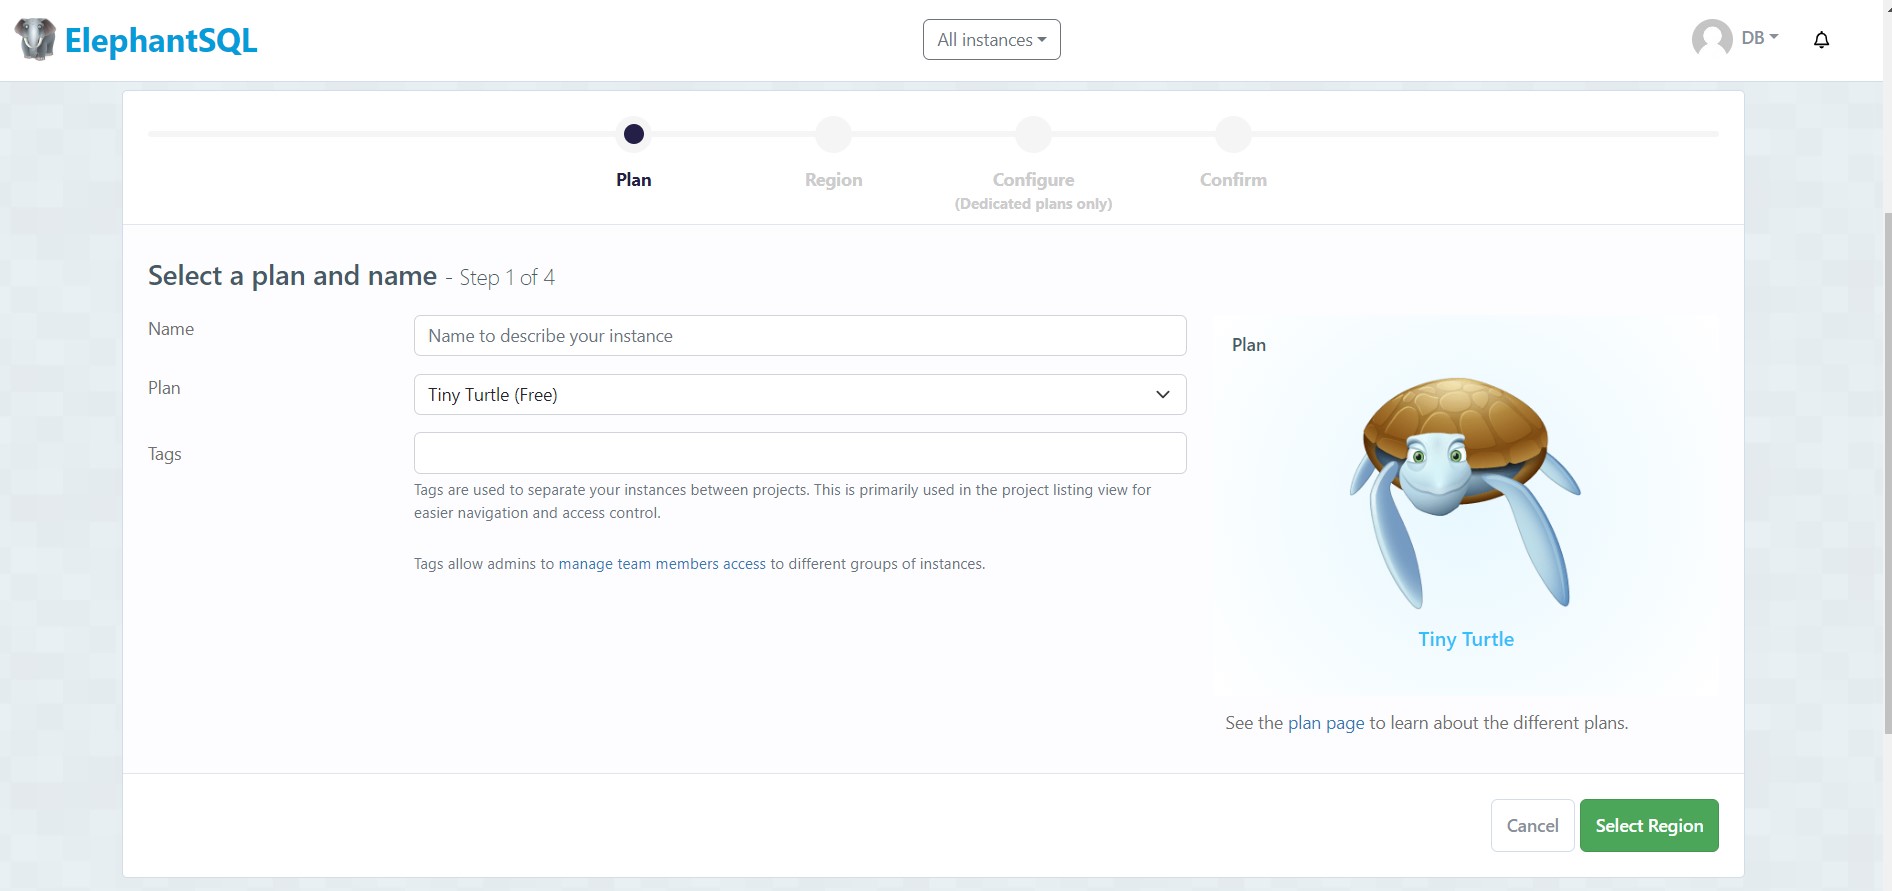 ElephantSQL
All instances
DB
Plan
Region
Configure
(Dedicated plans only)
Confirm
Select a plan and name - Step 1 of 4
Name
Name to describe your instance
Plan
Tiny Turtle (Free)
Tags
Tags are used to separate your instances between projects. This is primarily used in the project listing view for
easier navigation and access control.
Tags allow admins to manage team members access to different groups of instances.
Plan
Tiny Turtle
See the plan page to learn about the different plans.
Cancel
Select Region